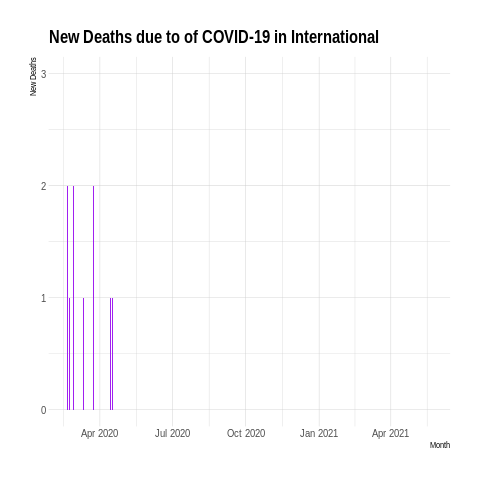 New Deaths due to of COVID-19 in International
New Deaths
3
2
1
0
Apr 2020 Jul 2020 Oct 2020 Jan 2021 Apr 2021
Month